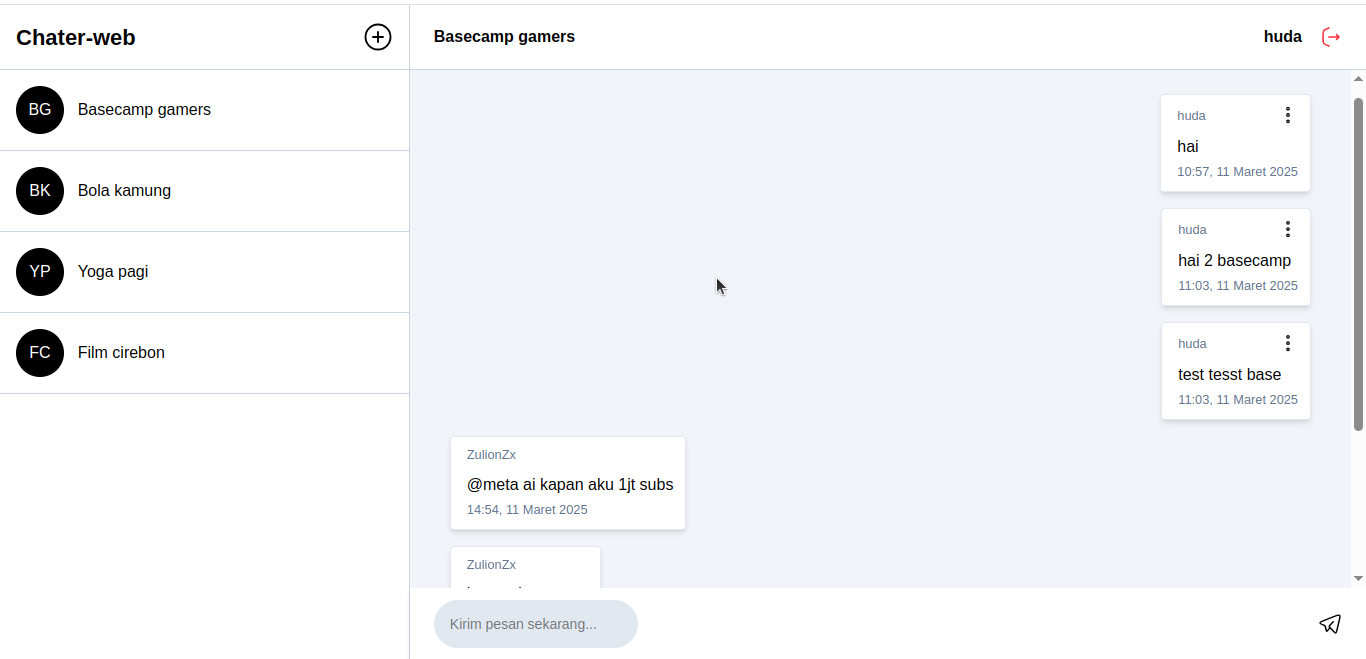 Chater-web
BG Basecamp gamers
BK Bola kamung
YP Yoga pagi
FC Film cirebon
Basecamp gamers
huda
huda
hai
10:57, 11 Maret 2025
huda
hai 2 basecamp
11:03, 11 Maret 2025
huda
test tesst base
11:03, 11 Maret 2025
ZulionZx
@meta ai kapan aku 1jt subs
14:54, 11 Maret 2025
ZulionZx
Kirim pesan sekarang...